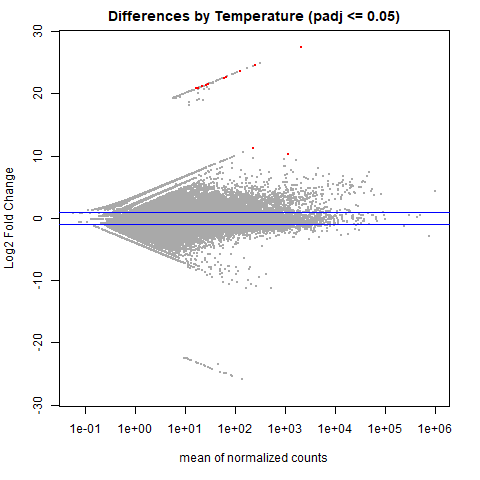 Differences by Temperature (padj <= 0.05)
Log2 Fold Change
30
20
10
0
-10
-20
-30
1e-01 1e+00 1e+01 1e+02 1e+03 1e+04 1e+05 1e+06
mean of normalized counts